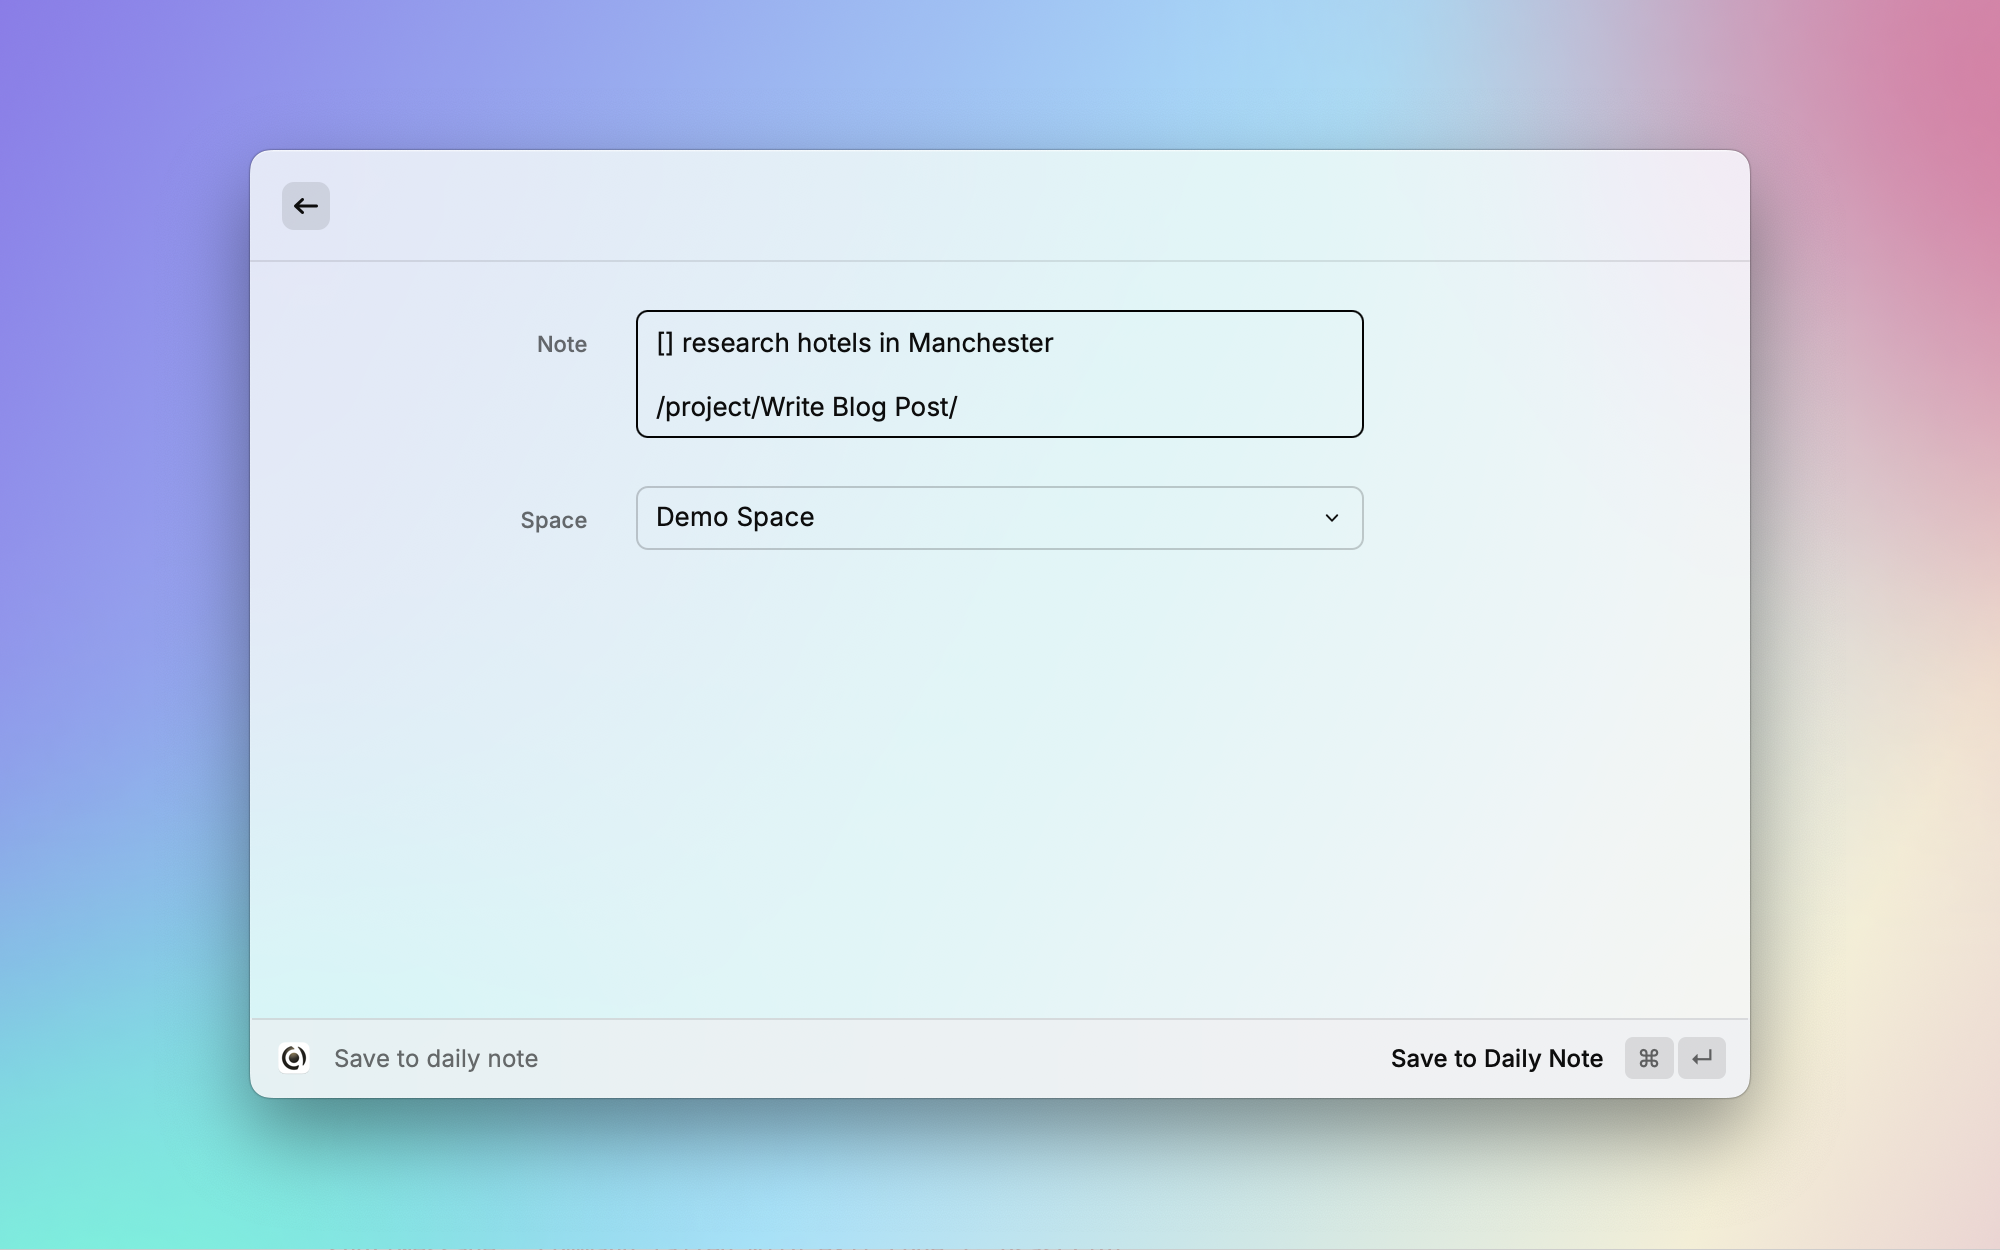 Note
[] research hotels in Manchester
/project/Write Blog Post/
Space
Demo Space
Save to daily note
Save to Daily Note ⌘ ↵